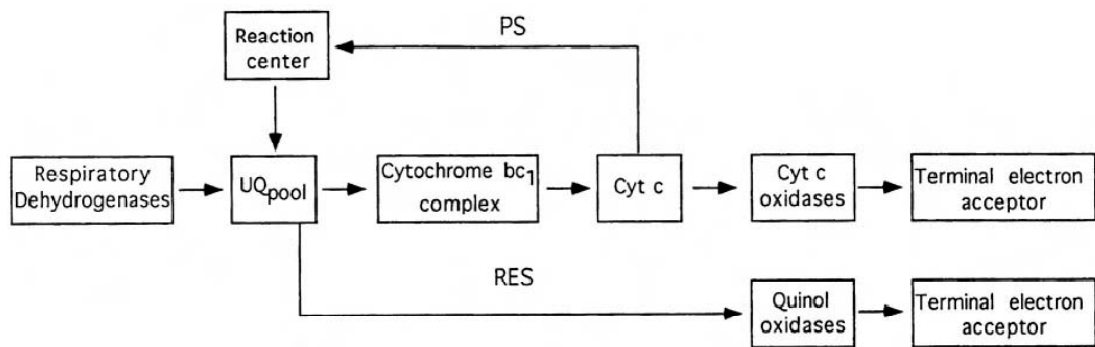 Reaction
center
PS
Respiratory
Dehydrogenases
UQpool
Cytochrome bc1
complex
Cyt c
Cyt c
oxidases
Terminal electron
acceptor
RES
Quinol
oxidases
Terminal electron
acceptor